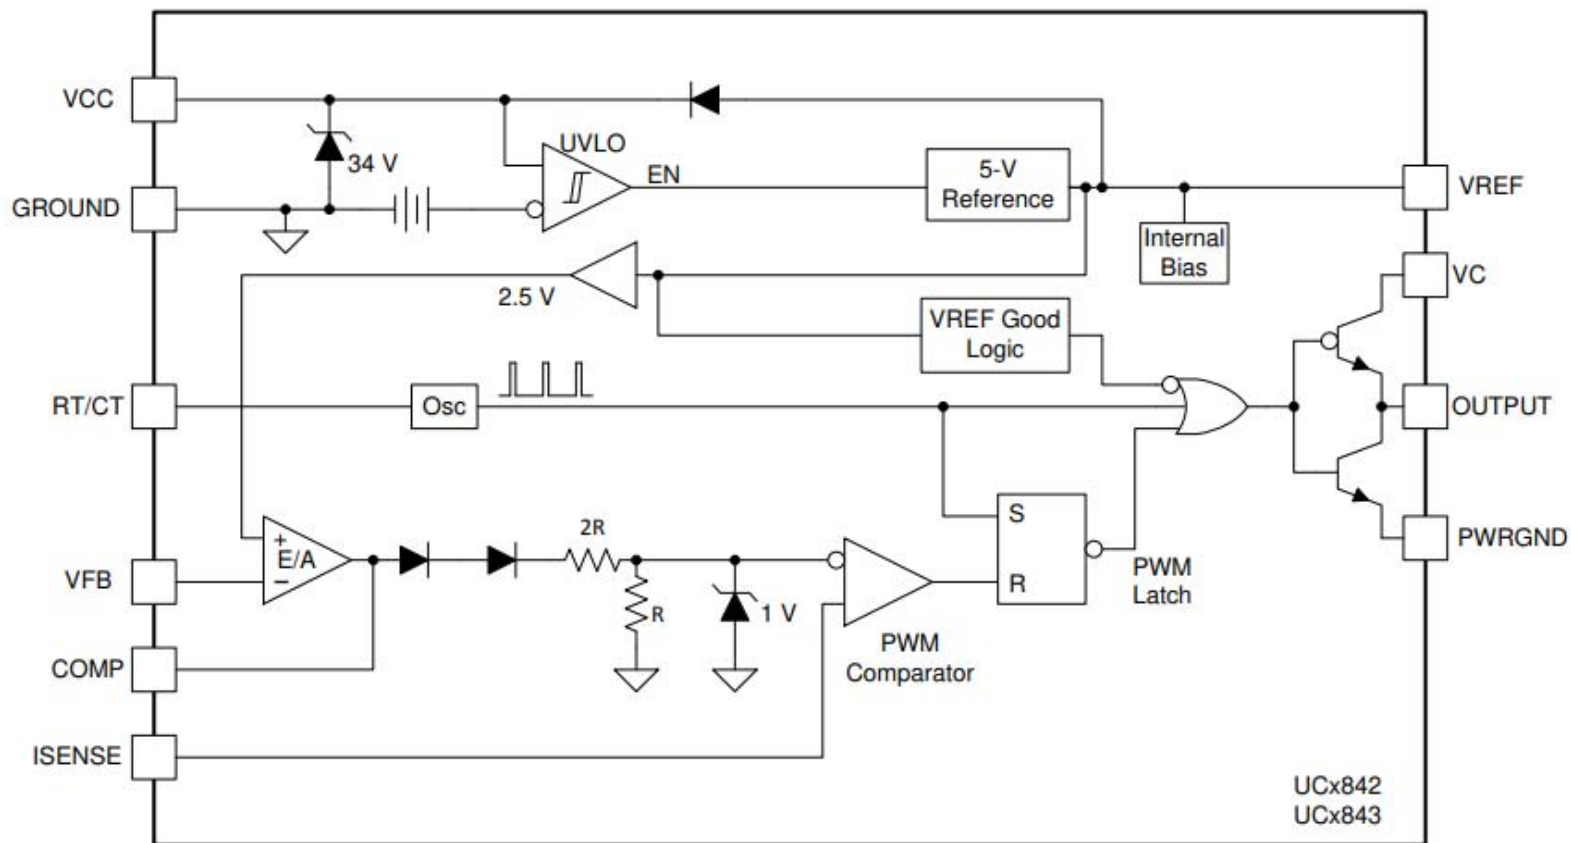 VCC
UVLO
34 V
EN
5-V
Reference
VREF
GROUND
Internal
Bias
VC
2.5 V
VREF Good
Logic
RT/CT
Osc
OUTPUT
S
2R
+
E/A
−
VFB
R
1 V
R
PWM
Latch
PWRGND
COMP
PWM
Comparator
ISENSE
UCx842
UCx843